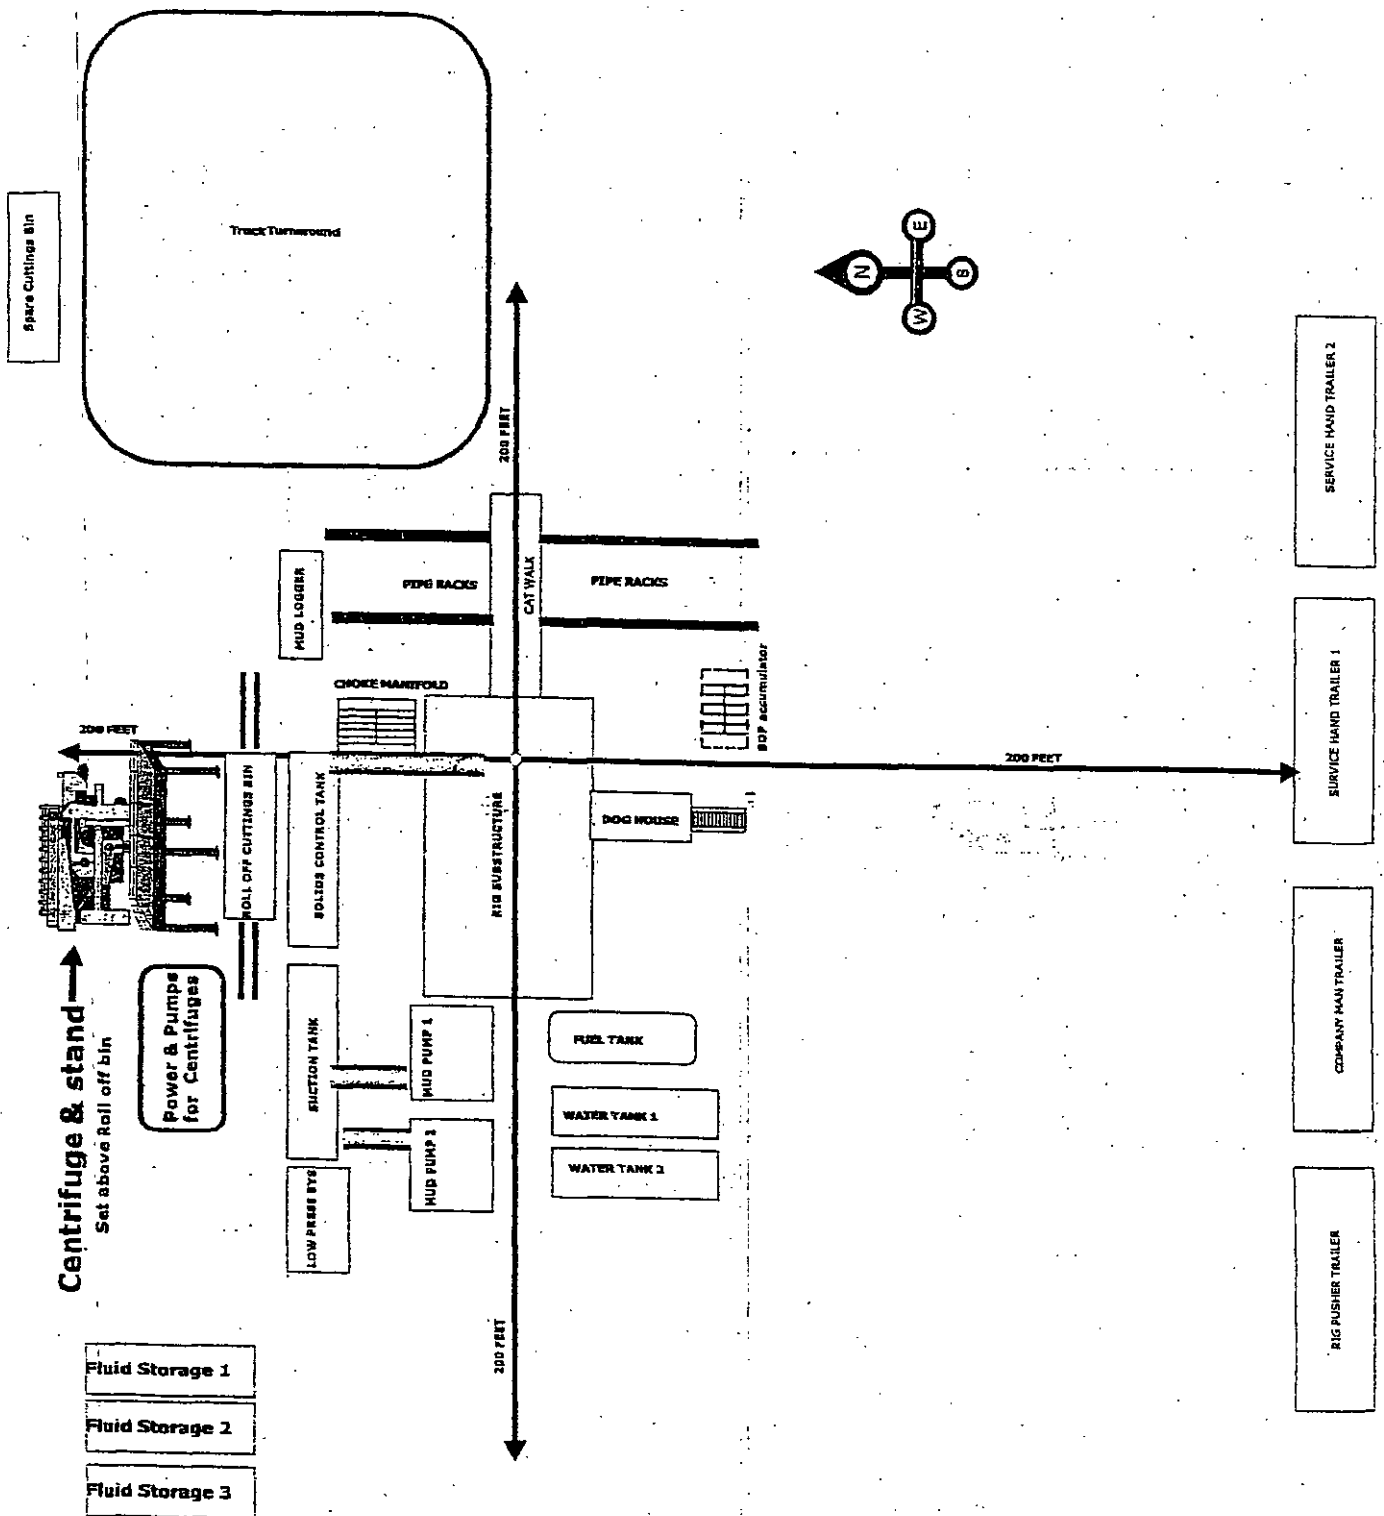 Spare Cuttings Bin
Truck Turnaround
N
E
W
S
200 FEET
SERVICE HAND TRAILER 2
MUD LOGGER
PIPE RACKS
CAT WALK
PIPE RACKS
CHOKE MANIFOLD
BOP accumulator
200 FEET
ROLL OFF CUTTINGS BIN
SOLIDS CONTROL TANK
RIG SUBSTRUCTURE
DOG HOUSE
200 FEET
SURVICE HAND TRAILER 1
Centrifuge & stand
Set above Roll off bin
Power & Pumps
for Centrifuges
SUCTION TANK
MUD PUMP 1
FUEL TANK
WATER TANK 1
COMPANY MAN TRAILER
LOW PRESS SYS
MUD PUMP 2
WATER TANK 2
200 FEET
RIG PUSHER TRAILER
Fluid Storage 1
Fluid Storage 2
Fluid Storage 3